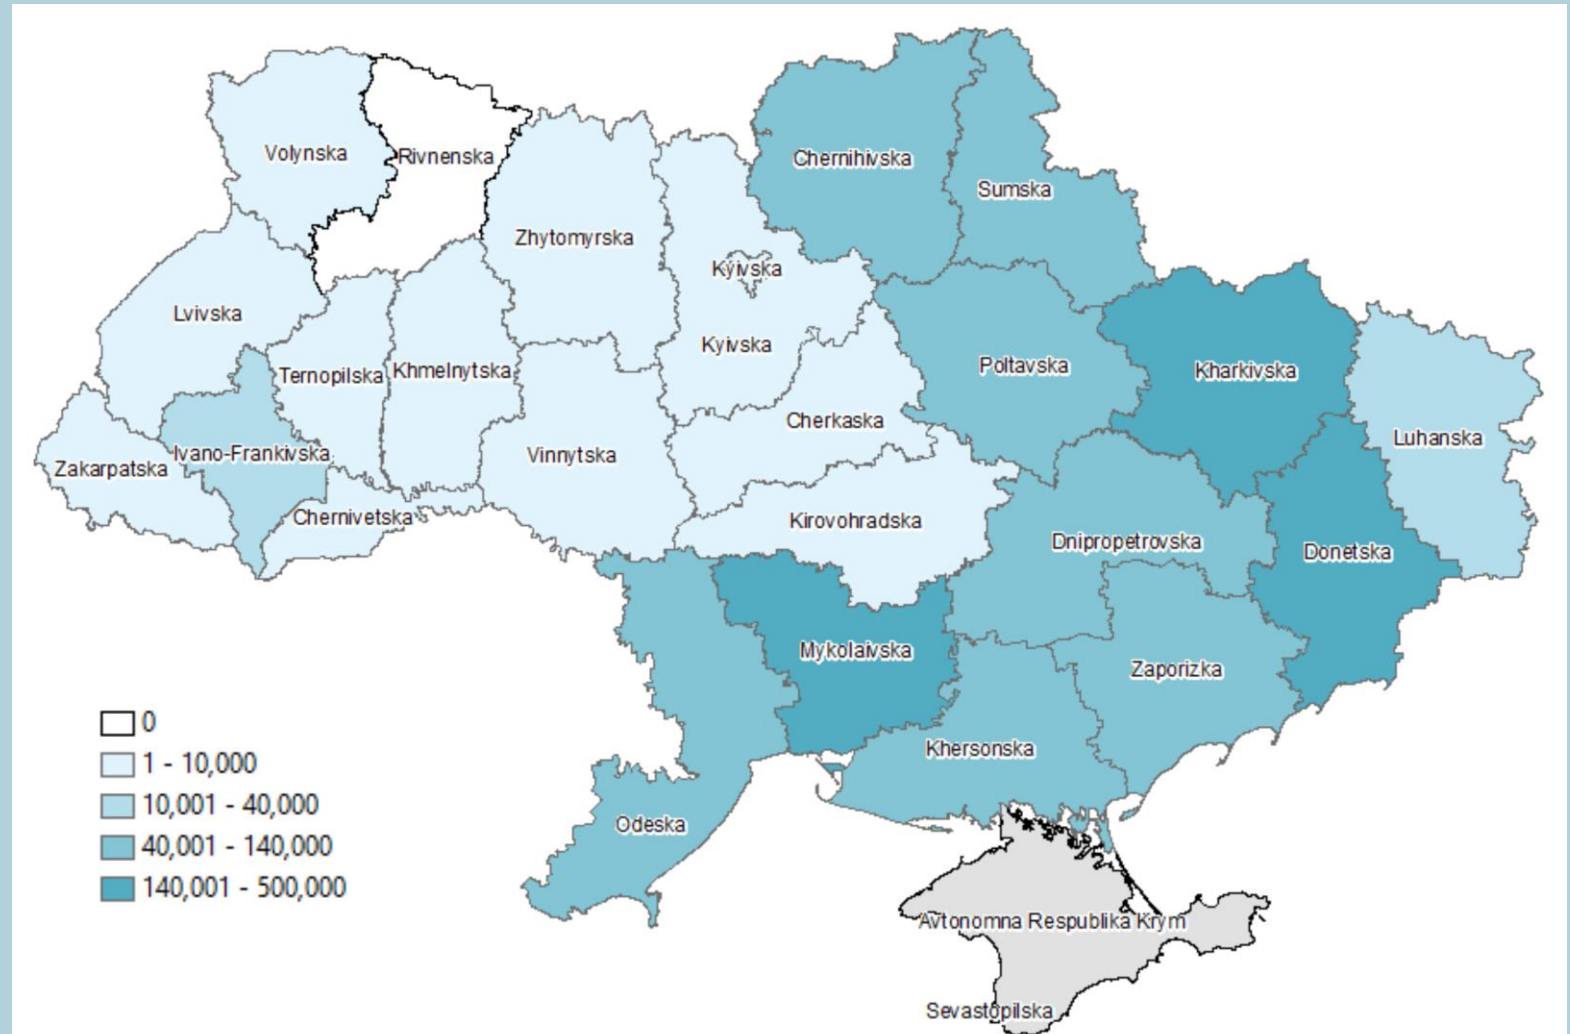 Volynska
Rivnenska
Chernihivska
Sumska
Zhytomyrska
Kyivska
Lvivska
Kyivska
Ternopilska
Khmelnytska
Poltavska
Kharkivska
Cherkaska
Luhanska
Zakarpatska
Ivano-Frankivska
Vinnytska
Chernivetska
Kirovohradska
Dnipropetrovska
Donetska
Mykolaivska
Zaporizka
Khersonska
Odeska
Avtonomna Respublika Krym
Sevastopilska
0
1 - 10,000
10,001 - 40,000
40,001 - 140,000
140,001 - 500,000